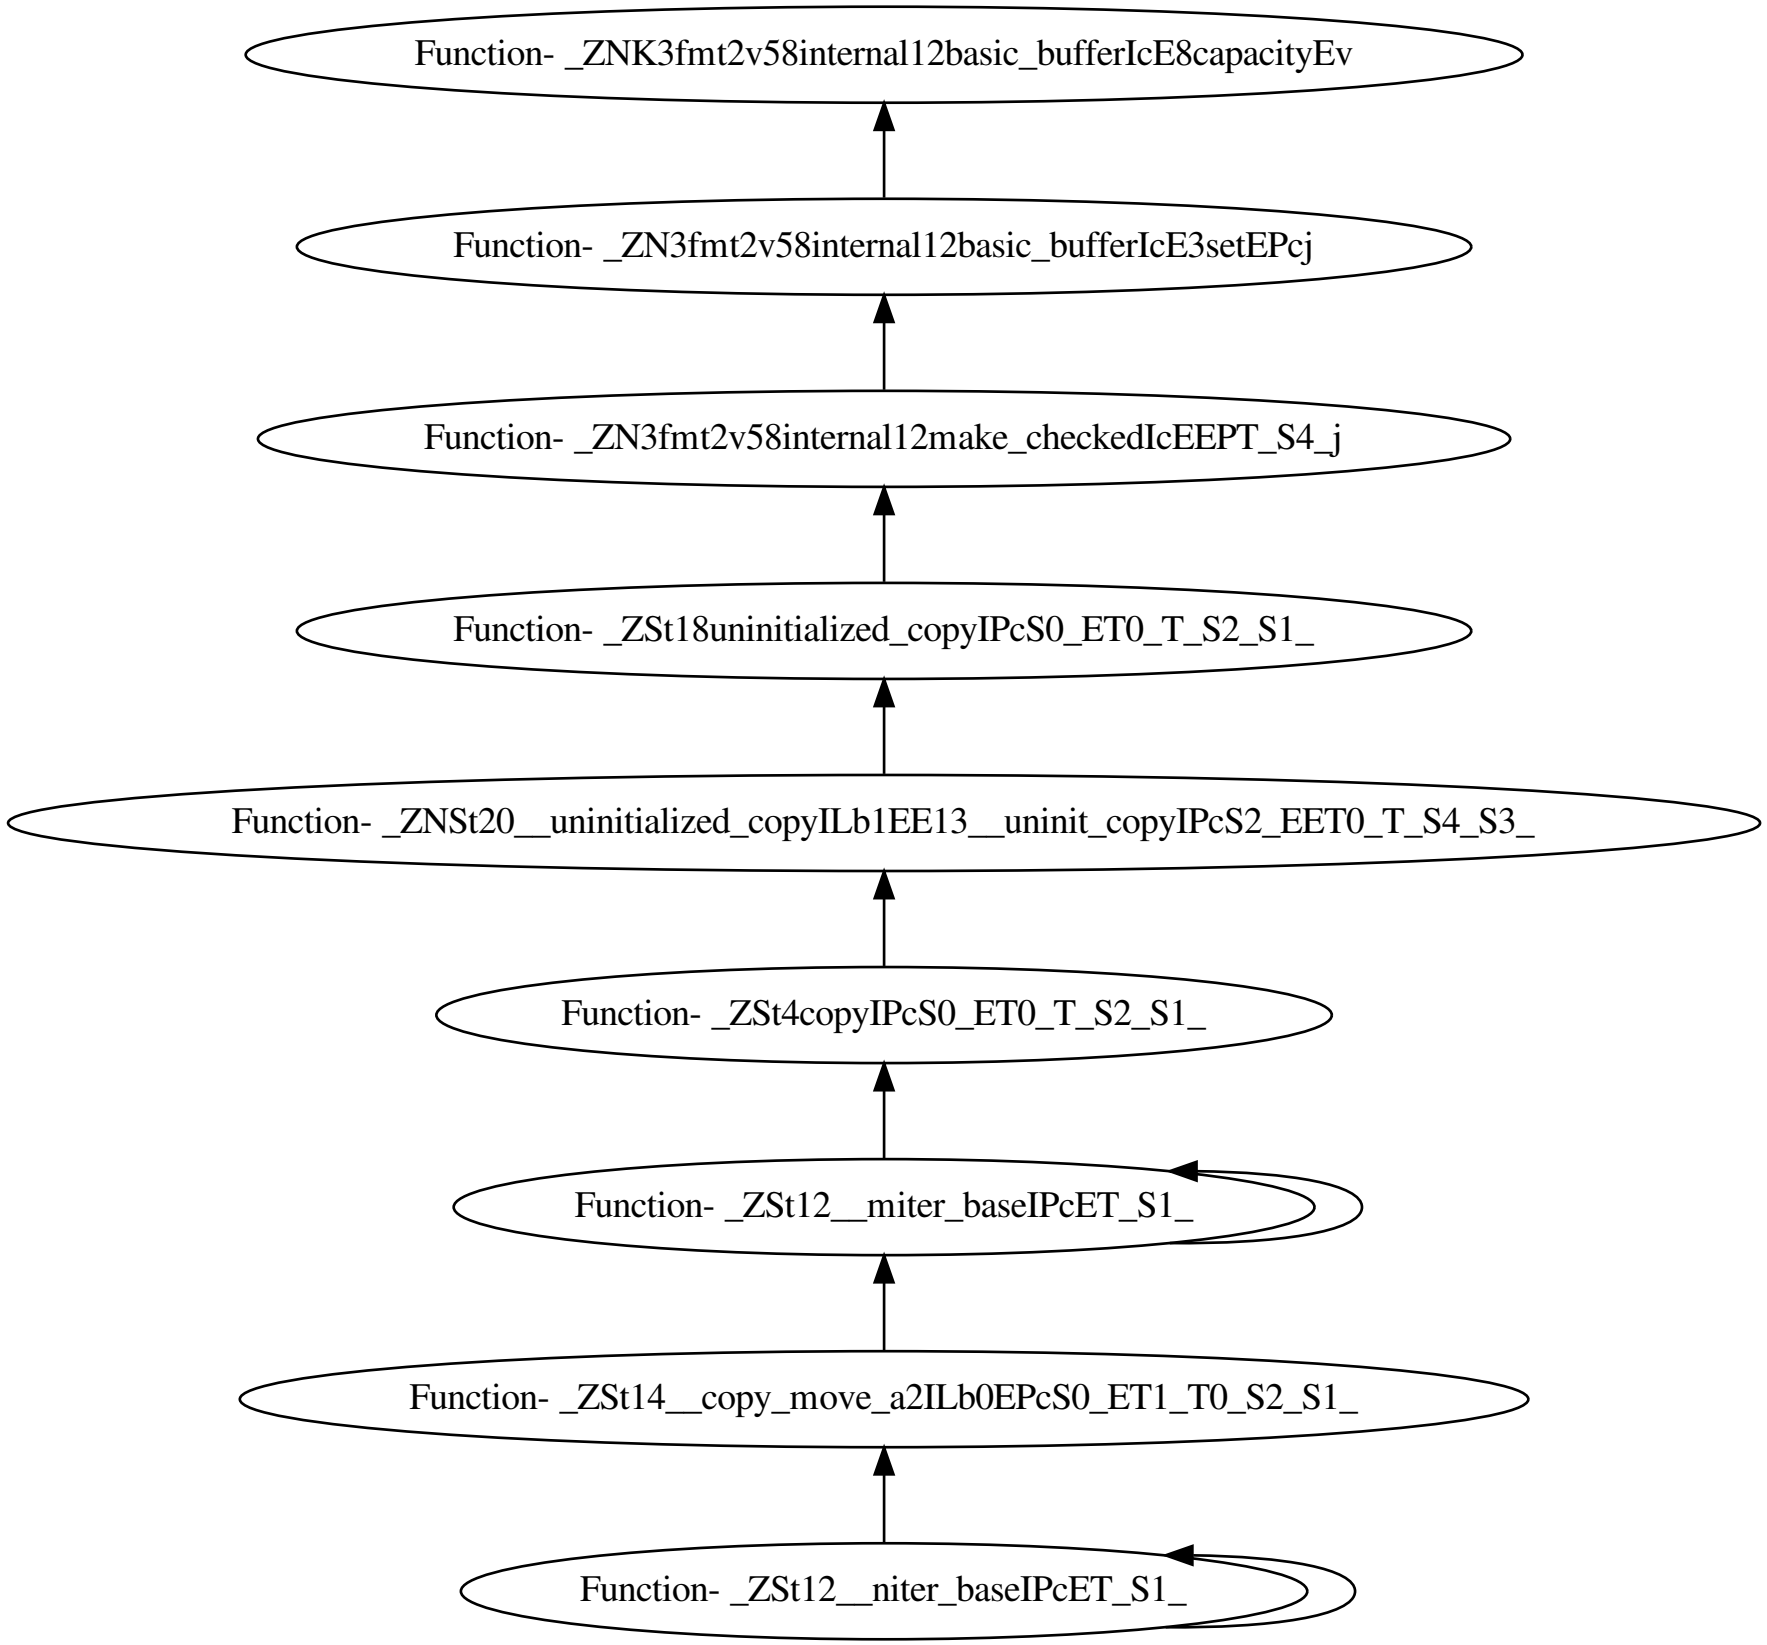 Function- _ZNK3fmt2v58internal12basic_bufferIcE8capacityEv
Function- _ZN3fmt2v58internal12basic_bufferIcE3setEPcj
Function- _ZN3fmt2v58internal12make_checkedIcEEPT_S4_j
Function- _ZSt18uninitialized_copyIPcS0_ET0_T_S2_S1_
Function- _ZNSt20__uninitialized_copyILb1EE13__uninit_copyIPcS2_EET0_T_S4_S3_
Function- _ZSt4copyIPcS0_ET0_T_S2_S1_
Function- _ZSt12__miter_baseIPcET_S1_
Function- _ZSt14__copy_move_a2ILb0EPcS0_ET1_T0_S2_S1_
Function- _ZSt12__niter_baseIPcET_S1_